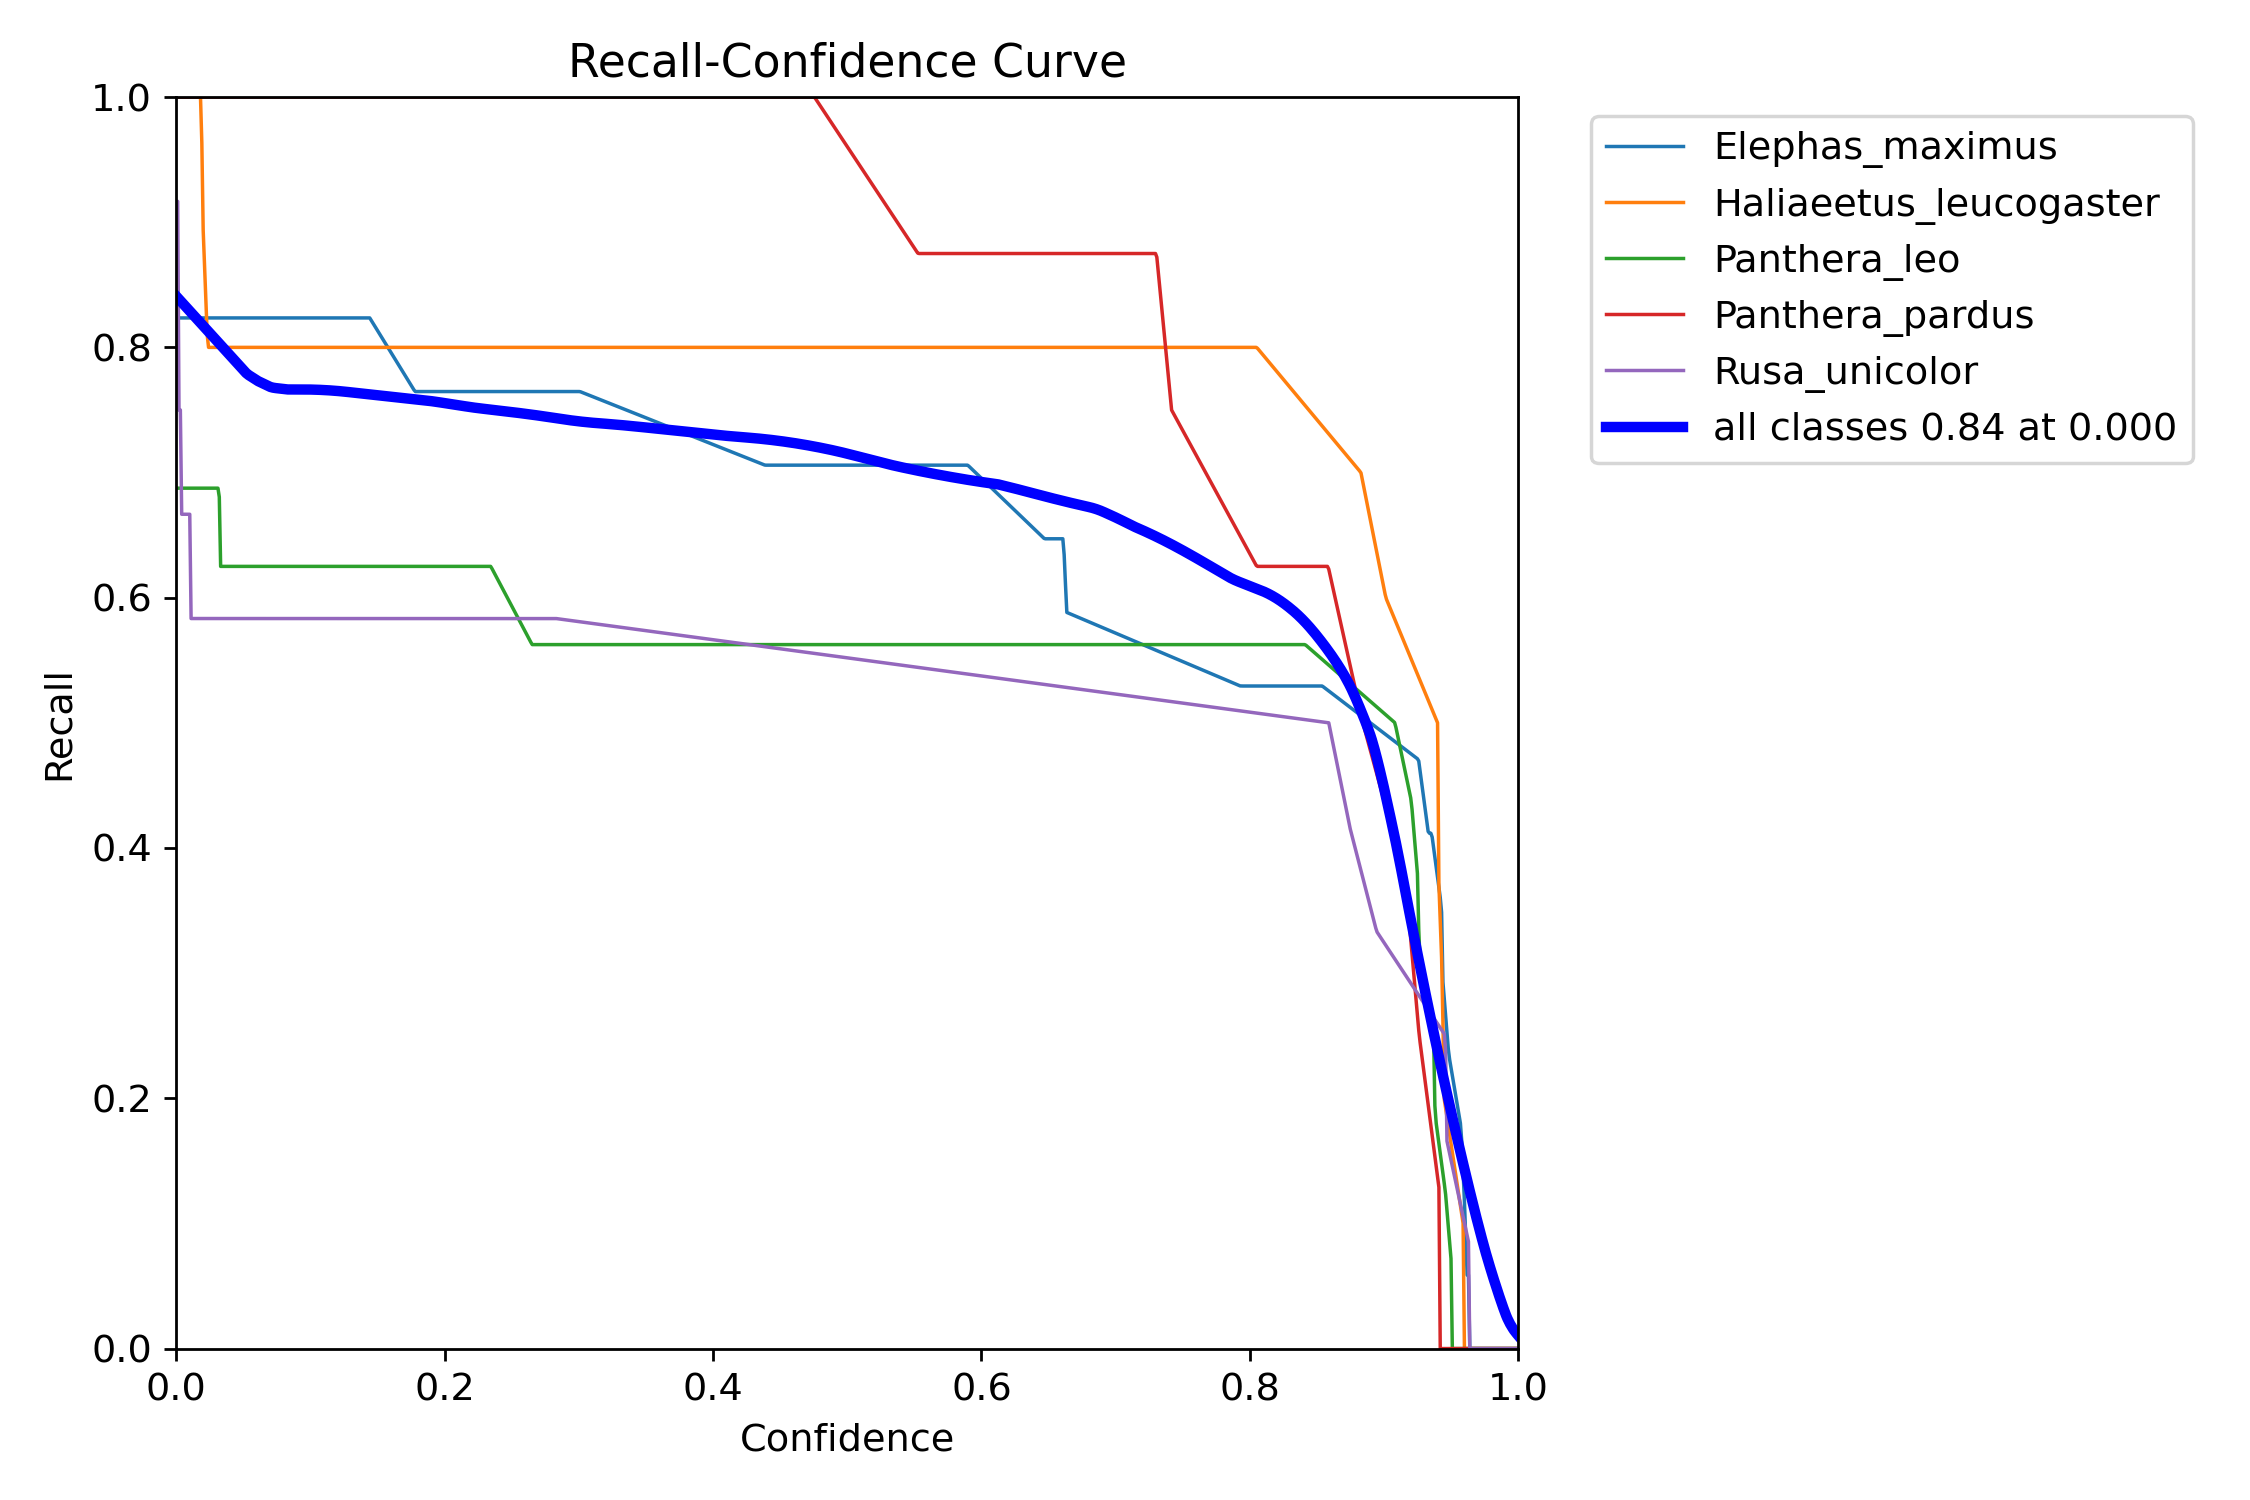 Recall-Confidence Curve
1.0
0.8
0.6
0.4
0.2
0.0
Recall
0.0 0.2 0.4 0.6 0.8 1.0
Confidence
Elephas_maximus
Haliaeetus_leucogaster
Panthera_leo
Panthera_pardus
Rusa_unicolor
all classes 0.84 at 0.000